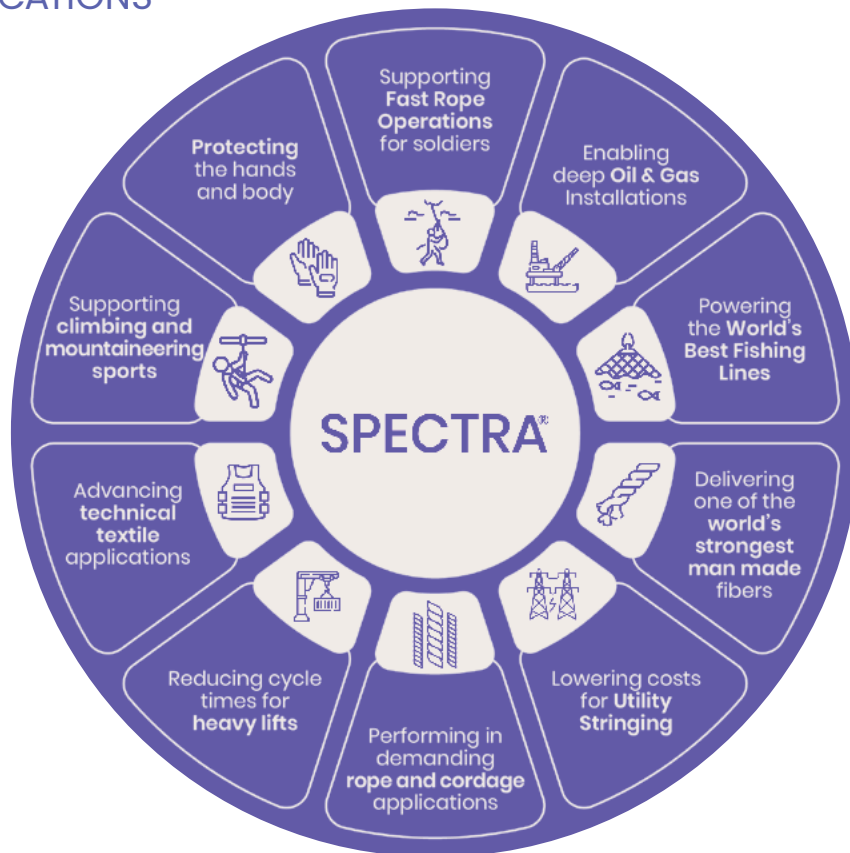 CATIONS
Supporting
Fast Rope
Operations
for soldiers
Enabling
deep Oil & Gas
Installations
Powering
the World's
Best Fishing
Lines
Delivering
one of the
world's
strongest
man made
fibers
Lowering costs
for Utility
Stringing
Performing in
demanding
rope and cordage
applications
Reducing cycle
times for
heavy lifts
Advancing
technical
textile
applications
Supporting
climbing and
mountaineering
sports
Protecting
the hands
and body
SPECTRA®